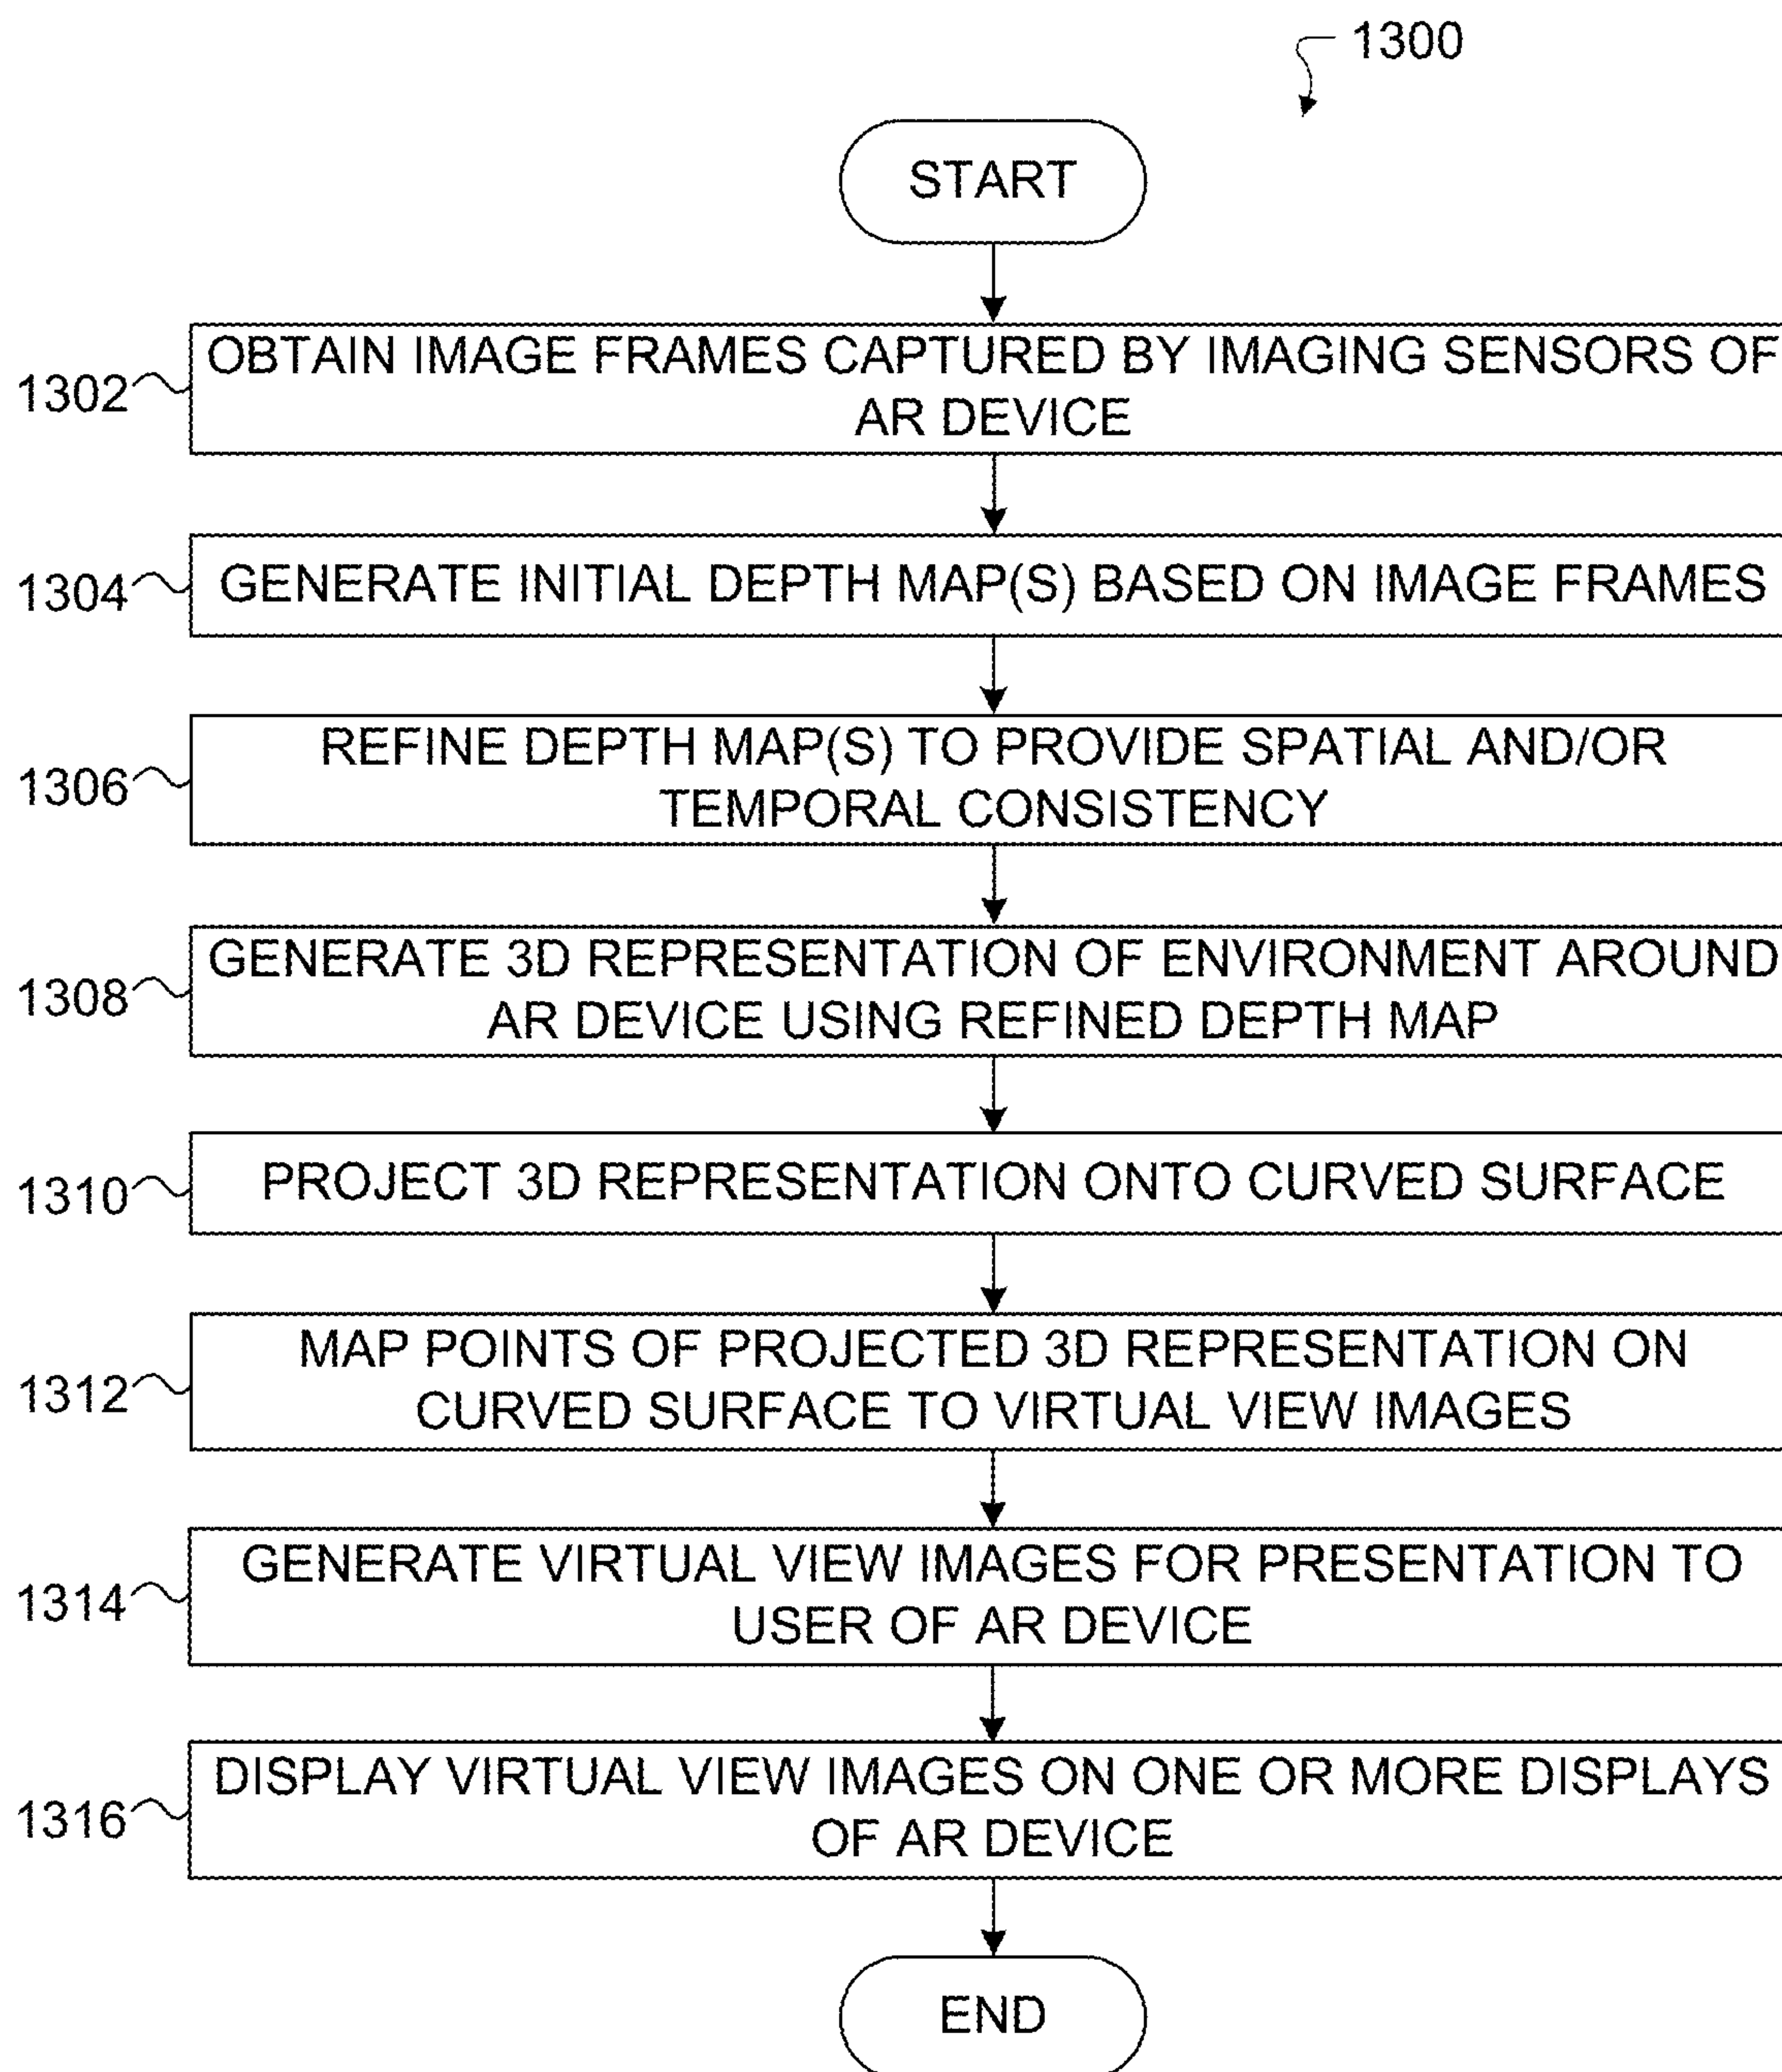 1300
START
1302
OBTAIN IMAGE FRAMES CAPTURED BY IMAGING SENSORS OF
AR DEVICE
1304
GENERATE INITIAL DEPTH MAP(S) BASED ON IMAGE FRAMES
1306
REFINE DEPTH MAP(S) TO PROVIDE SPATIAL AND/OR
TEMPORAL CONSISTENCY
1308
GENERATE 3D REPRESENTATION OF ENVIRONMENT AROUND
AR DEVICE USING REFINED DEPTH MAP
1310
PROJECT 3D REPRESENTATION ONTO CURVED SURFACE
1312
MAP POINTS OF PROJECTED 3D REPRESENTATION ON
CURVED SURFACE TO VIRTUAL VIEW IMAGES
1314
GENERATE VIRTUAL VIEW IMAGES FOR PRESENTATION TO
USER OF AR DEVICE
1316
DISPLAY VIRTUAL VIEW IMAGES ON ONE OR MORE DISPLAYS
OF AR DEVICE
END